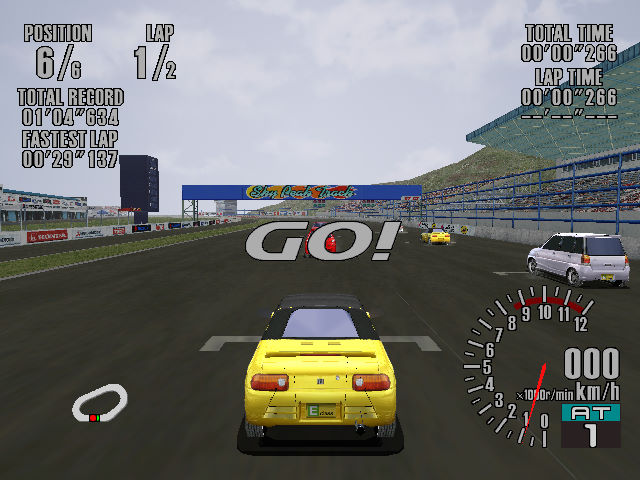 POSITION
6/6
LAP
1/2
TOTAL RECORD
01'04"634
FASTEST LAP
00'29"137
TOTAL TIME
00'00"266
LAP TIME
00'00"266
--'--"---
GO!
E
0 1 2 3 4 5 6 7 8 9 10 11 12
×1000r/min
000
km/h
AT
1